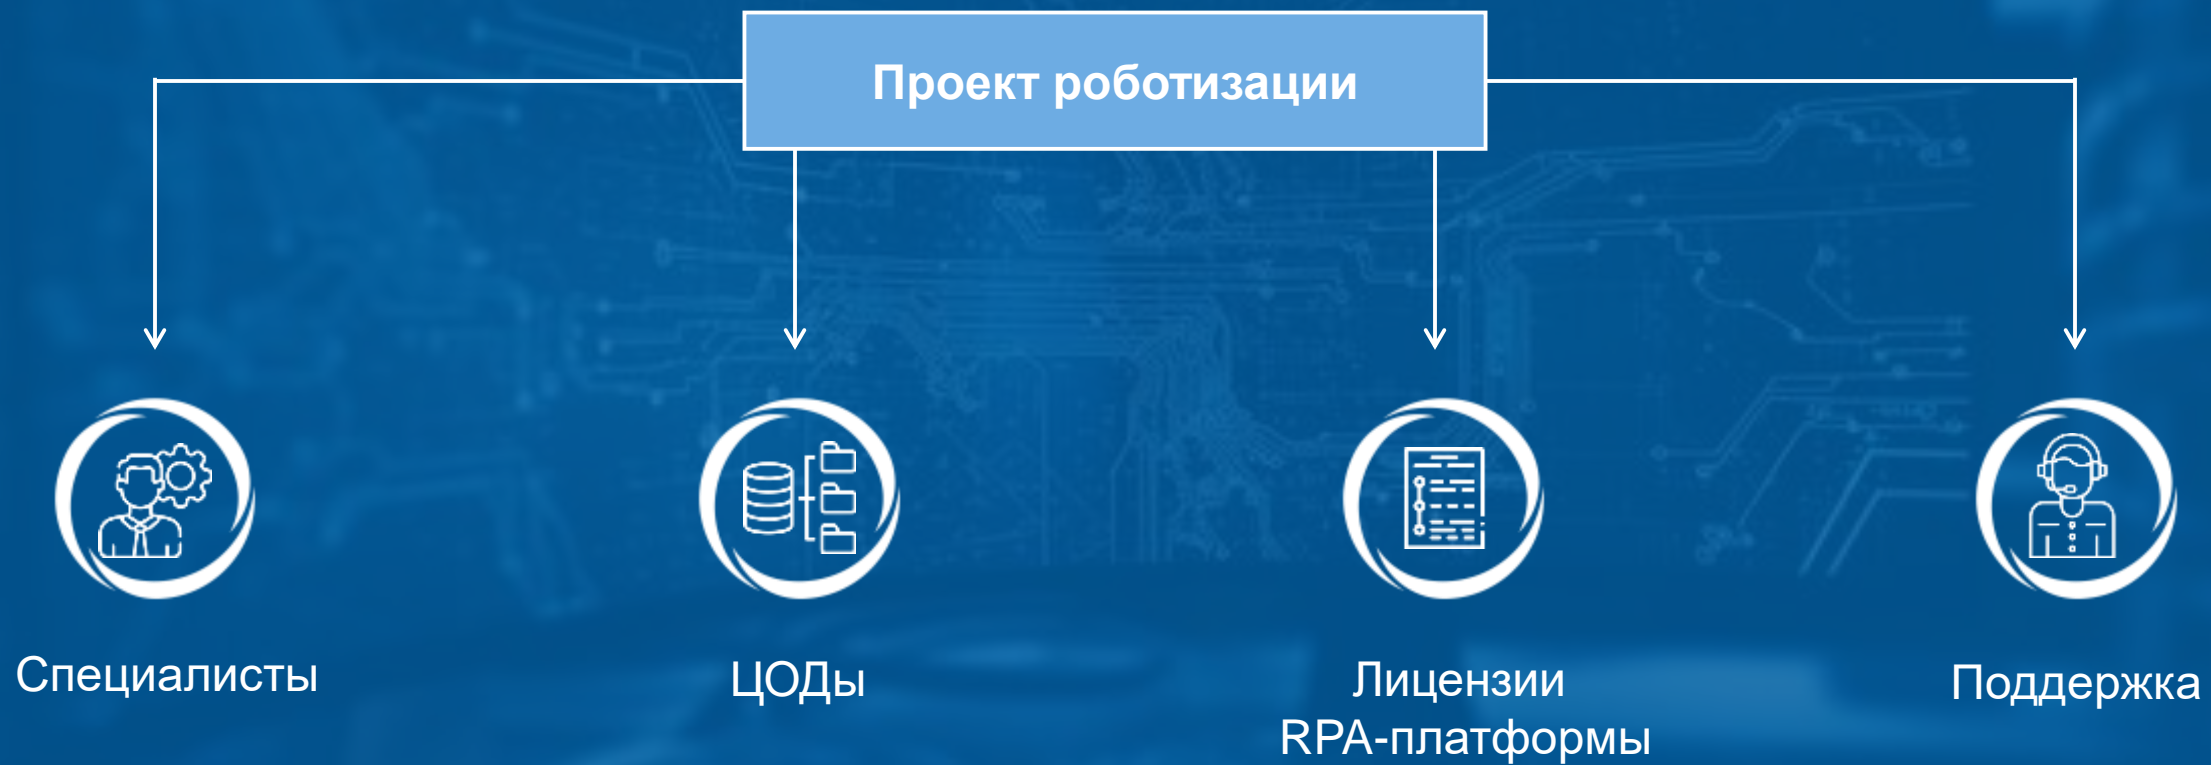 Проект роботизации
Специалисты
ЦОДы
Лицензии
RPA-платформы
Поддержка